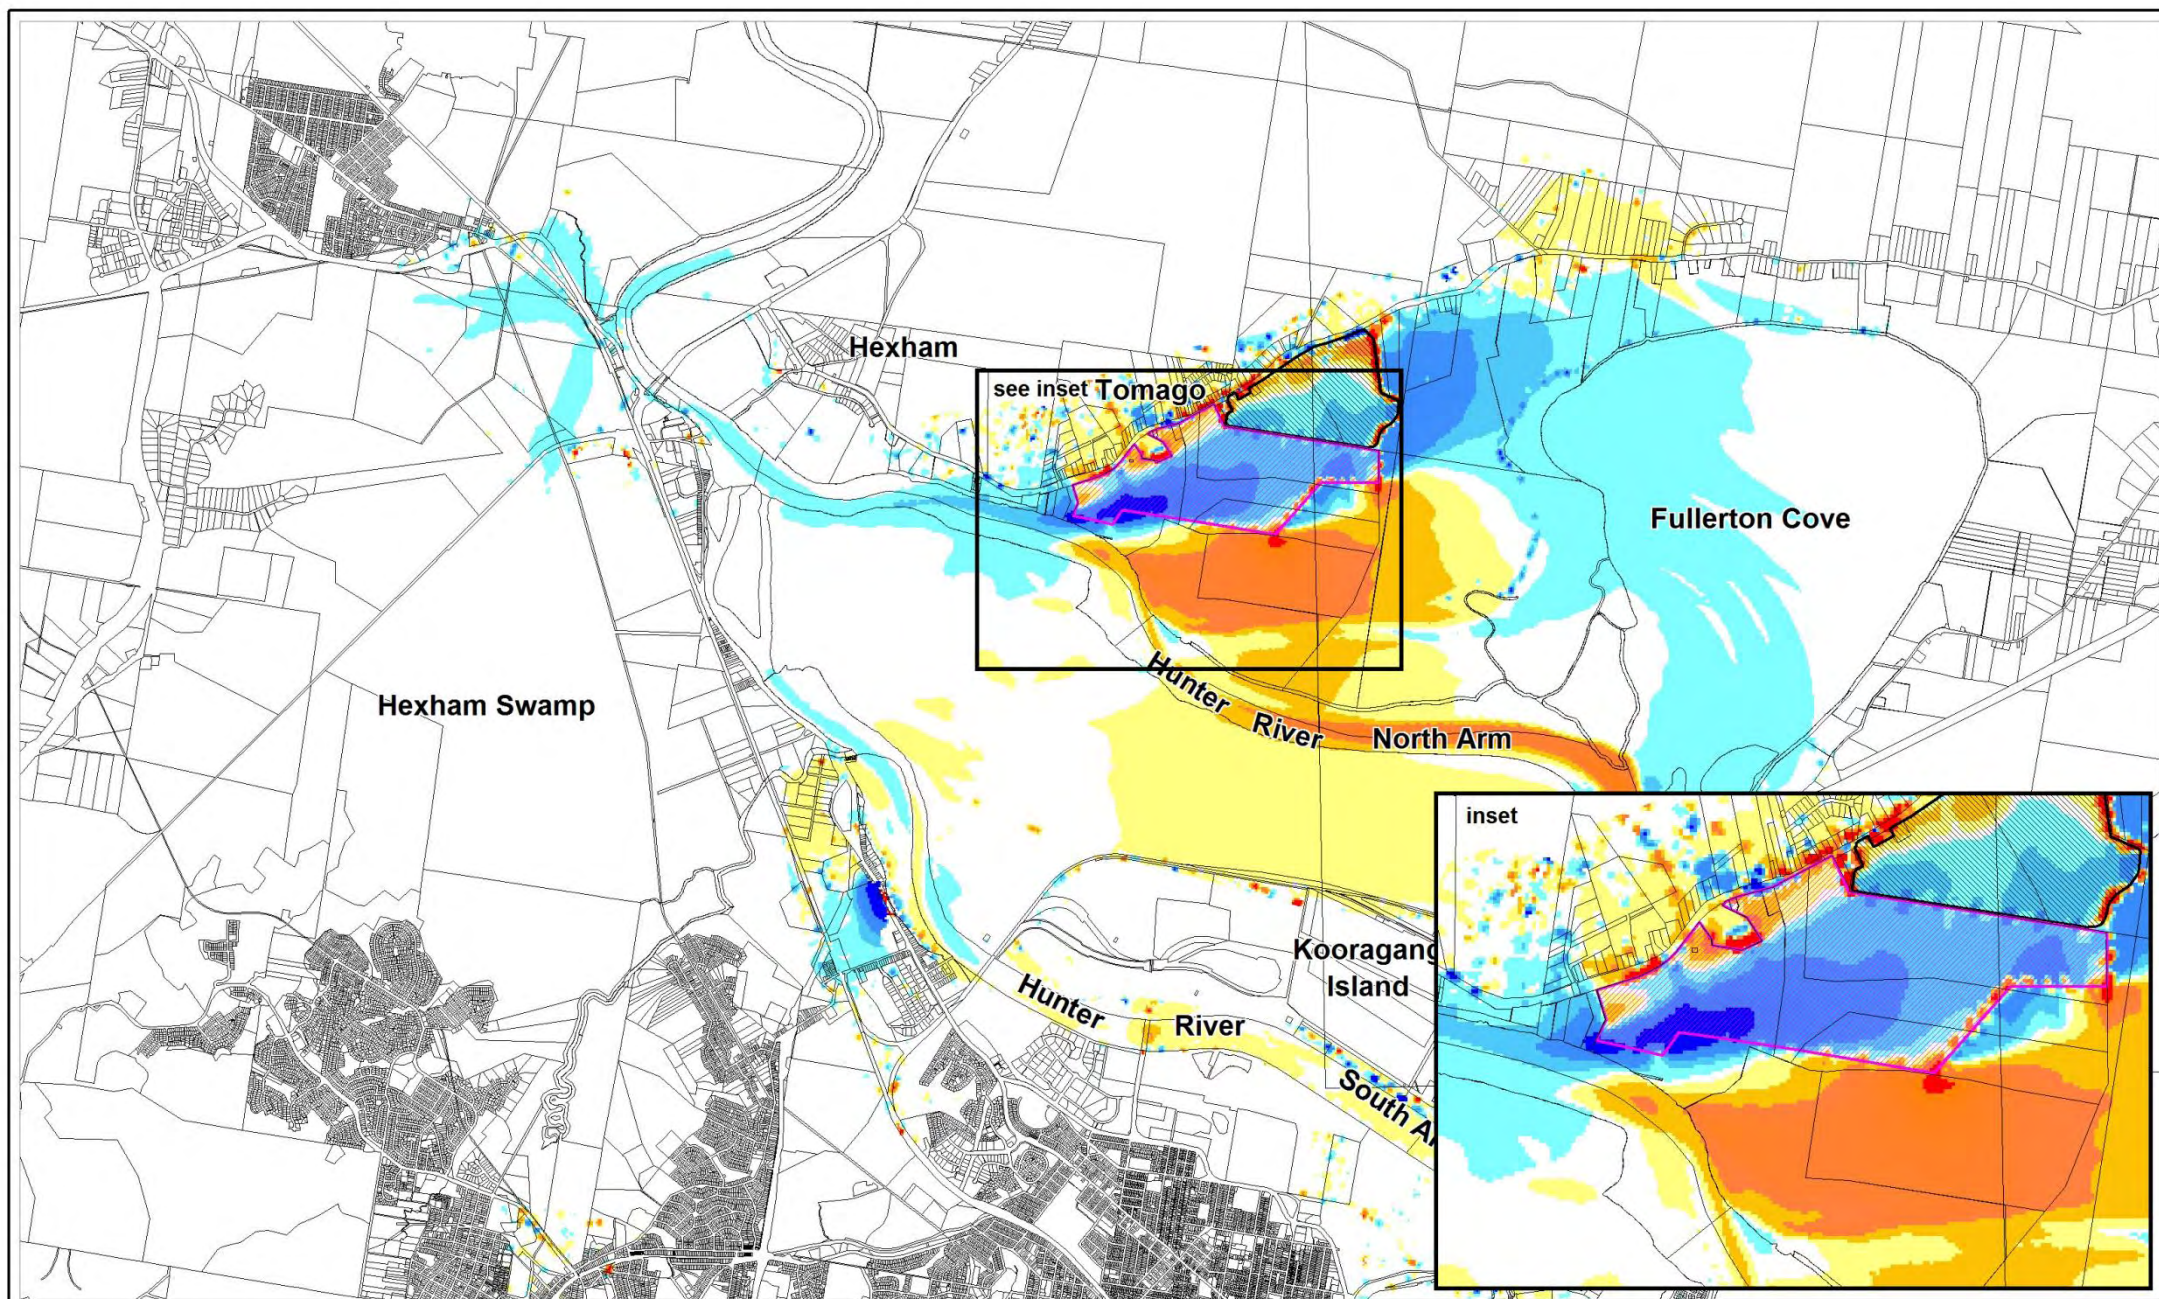 Hexham
see inset Tomago
Fullerton Cove
Hexham Swamp
Hunter River North Arm
inset
Kooragang
Island
Hunter River
South